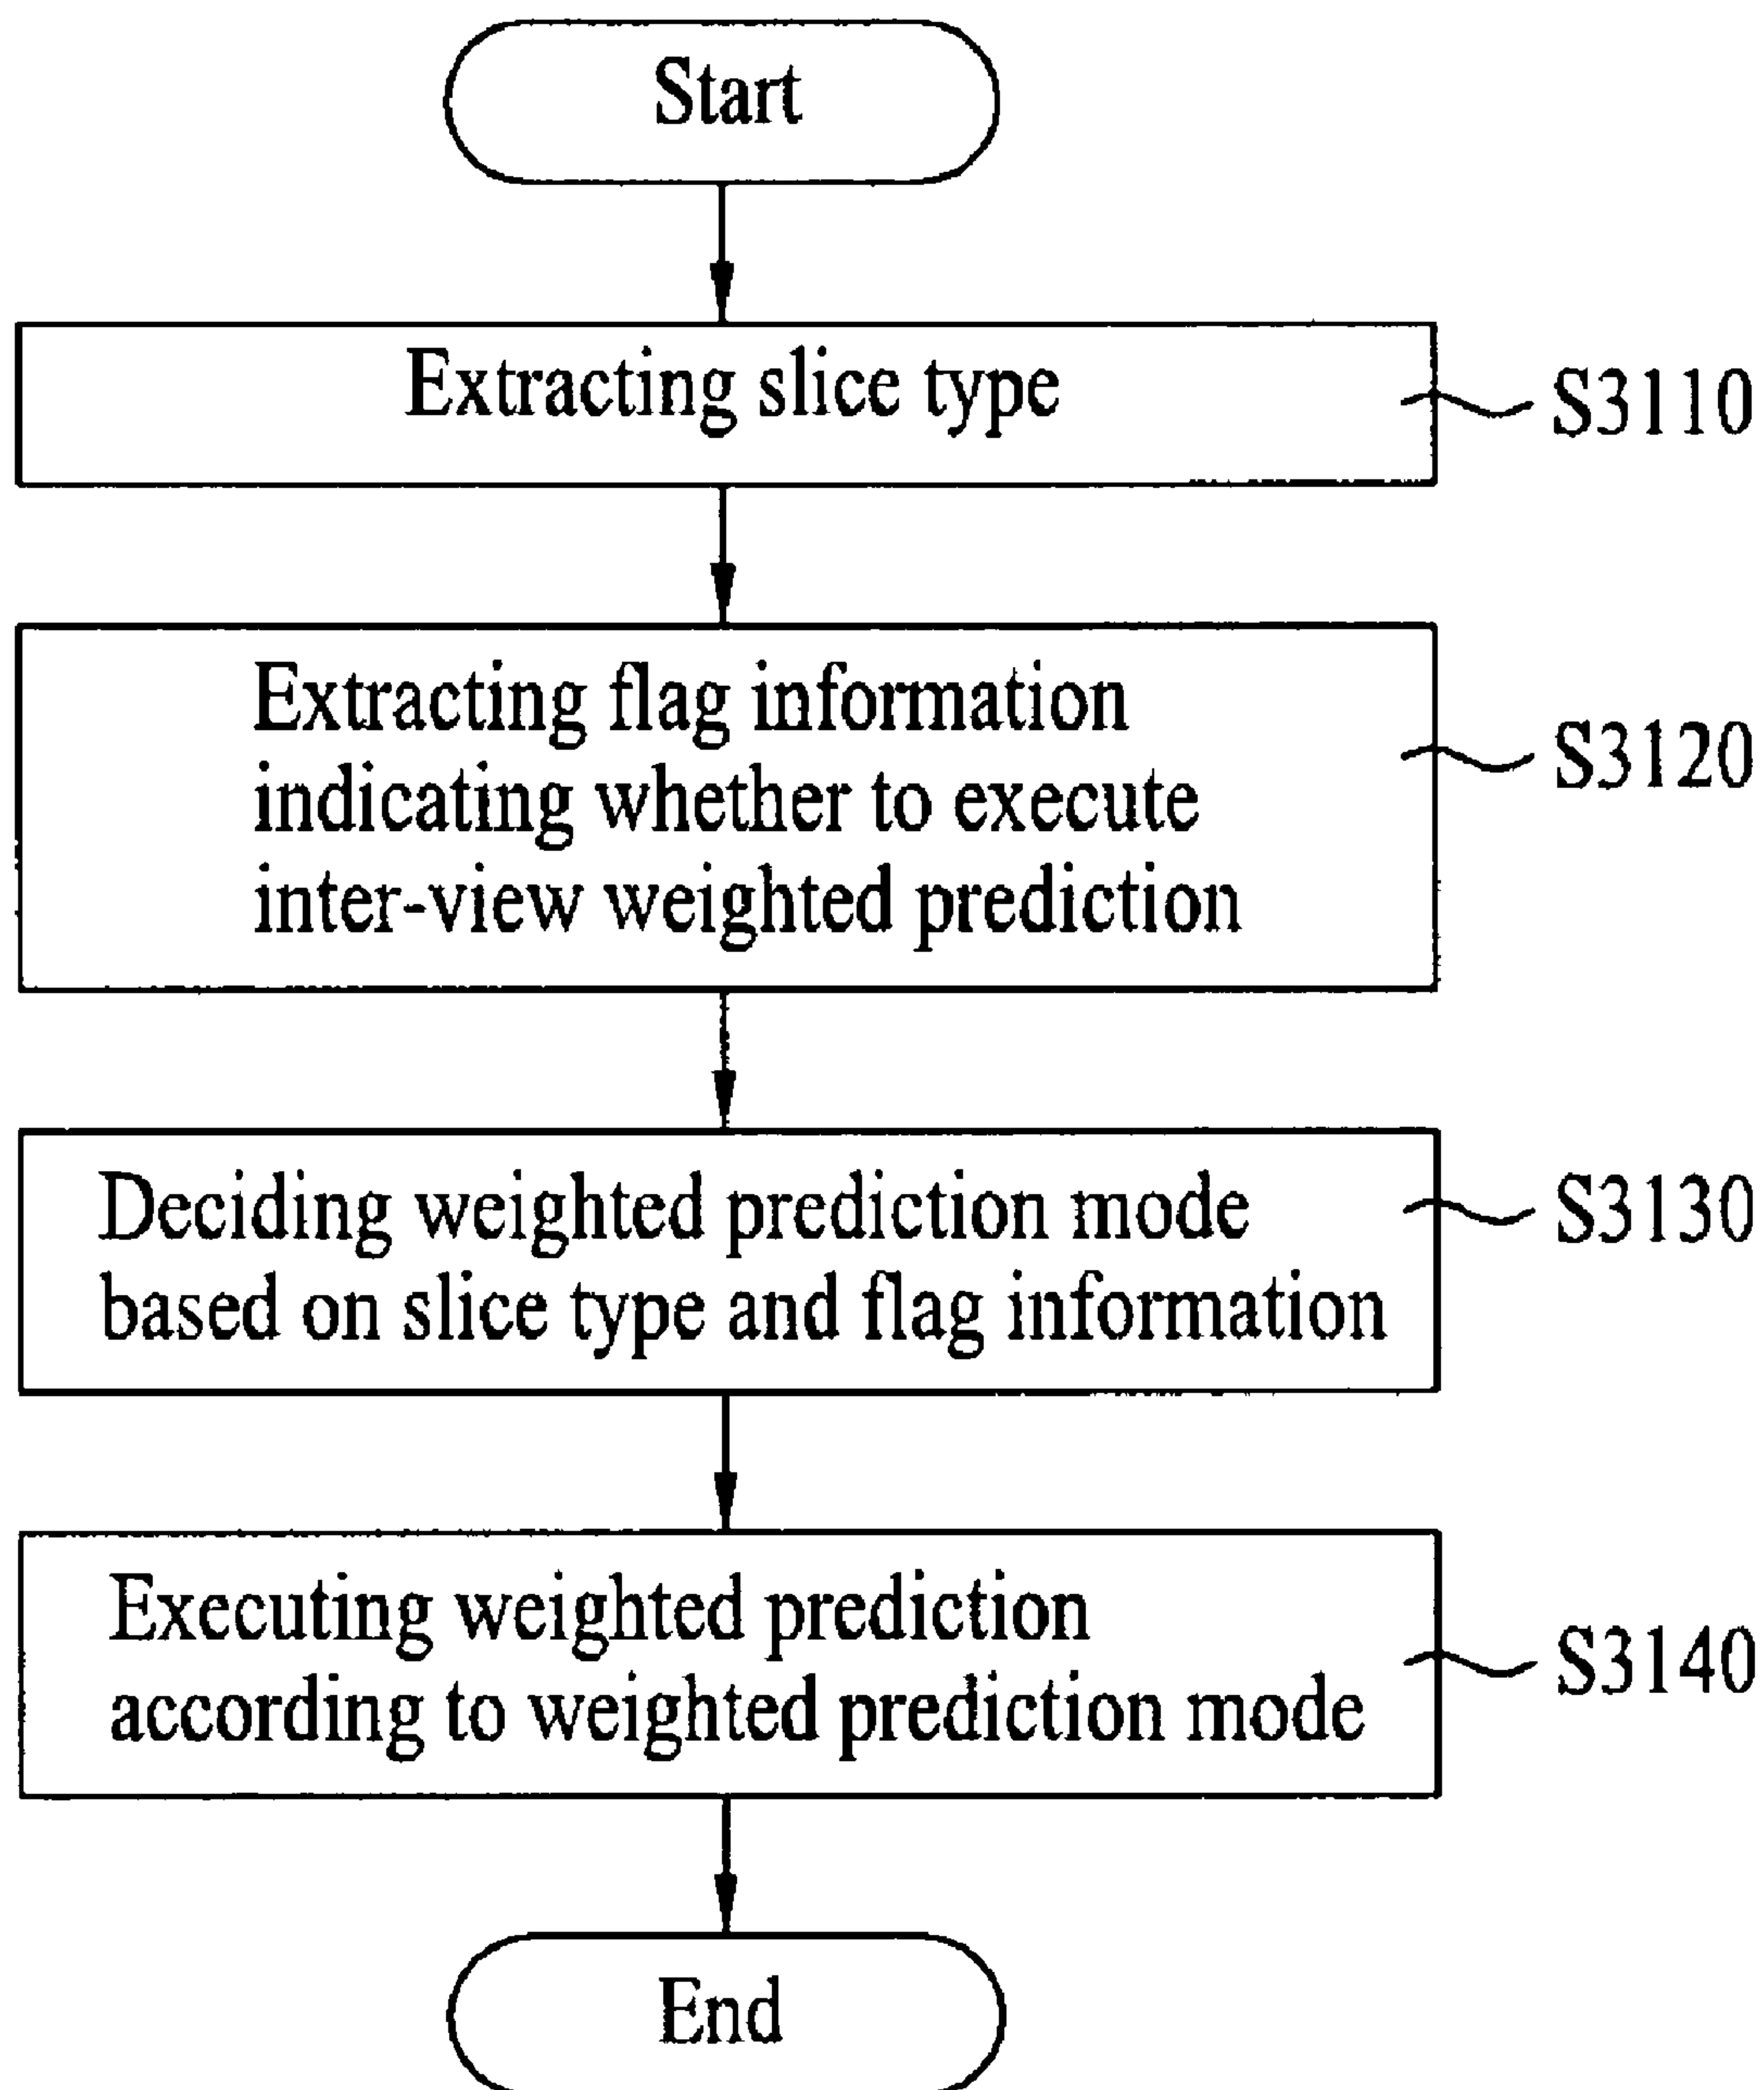 Start
Extracting slice type
S3110
Extracting flag information
indicating whether to execute
inter-view weighted prediction
S3120
Deciding weighted prediction mode
based on slice type and flag information
S3130
Executing weighted prediction
according to weighted prediction mode
S3140
End